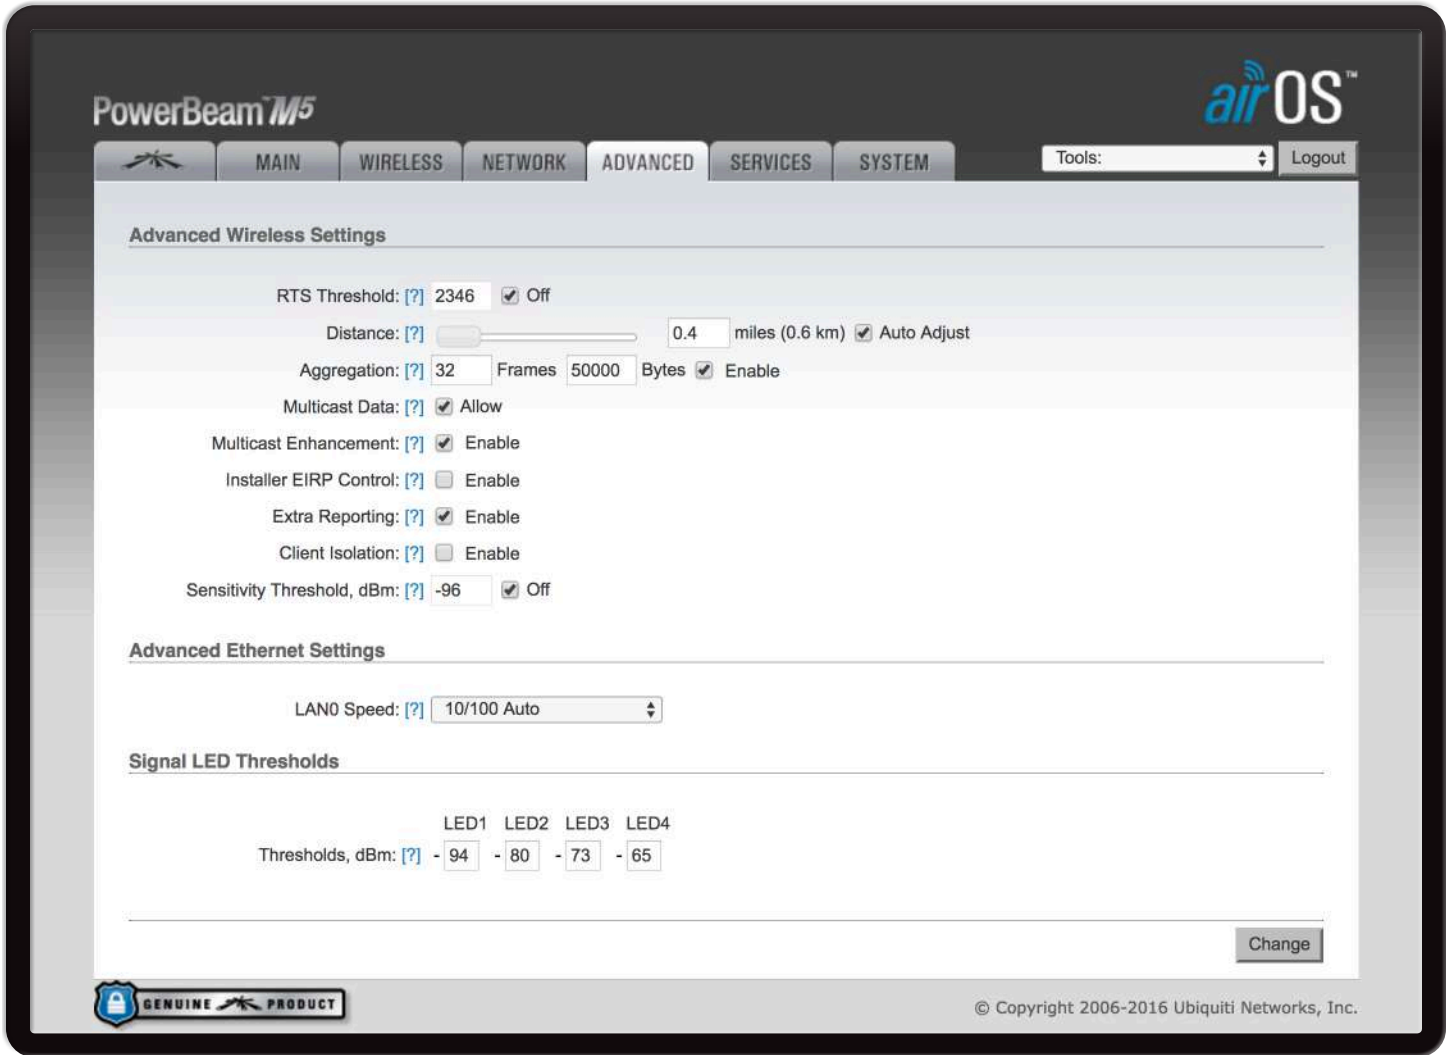 PowerBeam™M5
airOS™
MAIN WIRELESS NETWORK ADVANCED SERVICES SYSTEM Tools: Logout
Advanced Wireless Settings
RTS Threshold: [?] 2346 Off
Distance: [?] 0.4 miles (0.6 km) Auto Adjust
Aggregation: [?] 32 Frames 50000 Bytes Enable
Multicast Data: [?] Allow
Multicast Enhancement: [?] Enable
Installer EIRP Control: [?] Enable
Extra Reporting: [?] Enable
Client Isolation: [?] Enable
Sensitivity Threshold, dBm: [?] -96 Off
Advanced Ethernet Settings
LAN0 Speed: [?] 10/100 Auto
Signal LED Thresholds
LED1 LED2 LED3 LED4
Thresholds, dBm: [?] - 94 - 80 - 73 - 65
Change
GENUINE PRODUCT
© Copyright 2006-2016 Ubiquiti Networks, Inc.